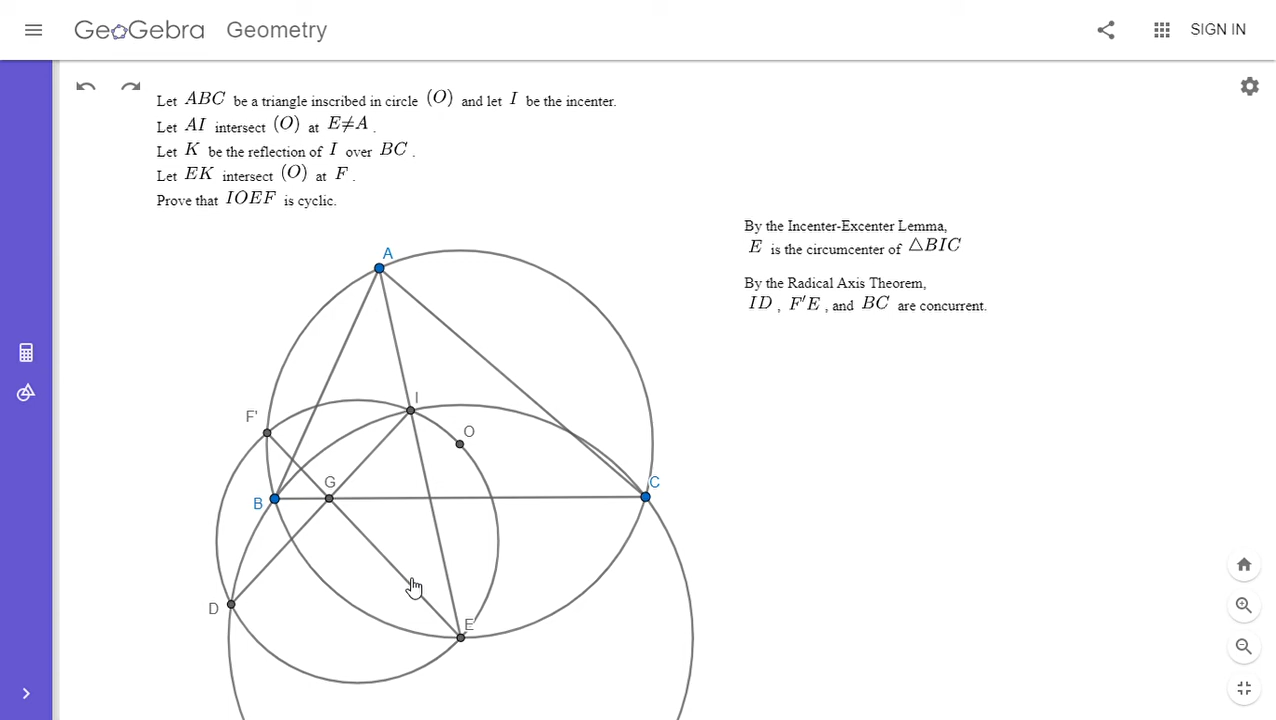 GeoGebra Geometry SIGN IN
Let ABC be a triangle inscribed in circle (O) and let I be the incenter.
Let AI intersect (O) at E≠A .
Let K be the reflection of I over BC .
Let EK intersect (O) at F .
Prove that IOEF is cyclic.
By the Incenter-Excenter Lemma,
E is the circumcenter of △BIC
By the Radical Axis Theorem,
ID , F'E , and BC are concurrent.
A
I
F'
O
G
C
B
D
E